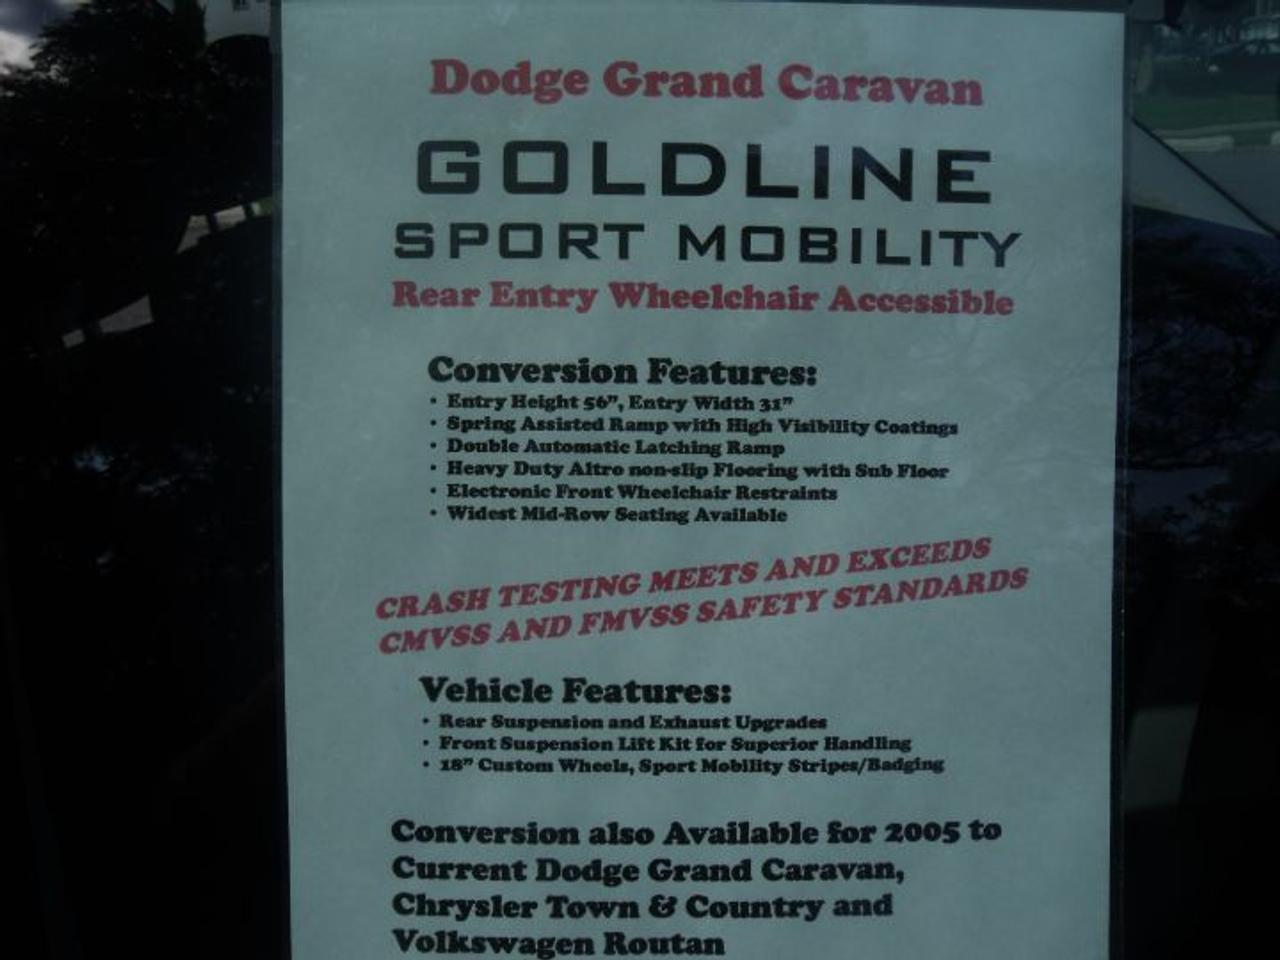 Dodge Grand Caravan
GOLDLINE
SPORT MOBILITY
Rear Entry Wheelchair Accessible
Conversion Features:
• Entry Height 56”, Entry Width 31”
• Spring Assisted Ramp with High Visibility Coatings
• Double Automatic Latching Ramp
• Heavy Duty Altro non-slip Flooring with Sub Floor
• Electronic Front Wheelchair Restraints
• Widest Mid-Row Seating Available
CRASH TESTING MEETS AND EXCEEDS
CMVSS AND FMVSS SAFETY STANDARDS
Vehicle Features:
• Rear Suspension and Exhaust Upgrades
• Front Suspension Lift Kit for Superior Handling
• 18” Custom Wheels, Sport Mobility Stripes/Badging
Conversion also Available for 2005 to
Current Dodge Grand Caravan,
Chrysler Town & Country and
Volkswagen Routan